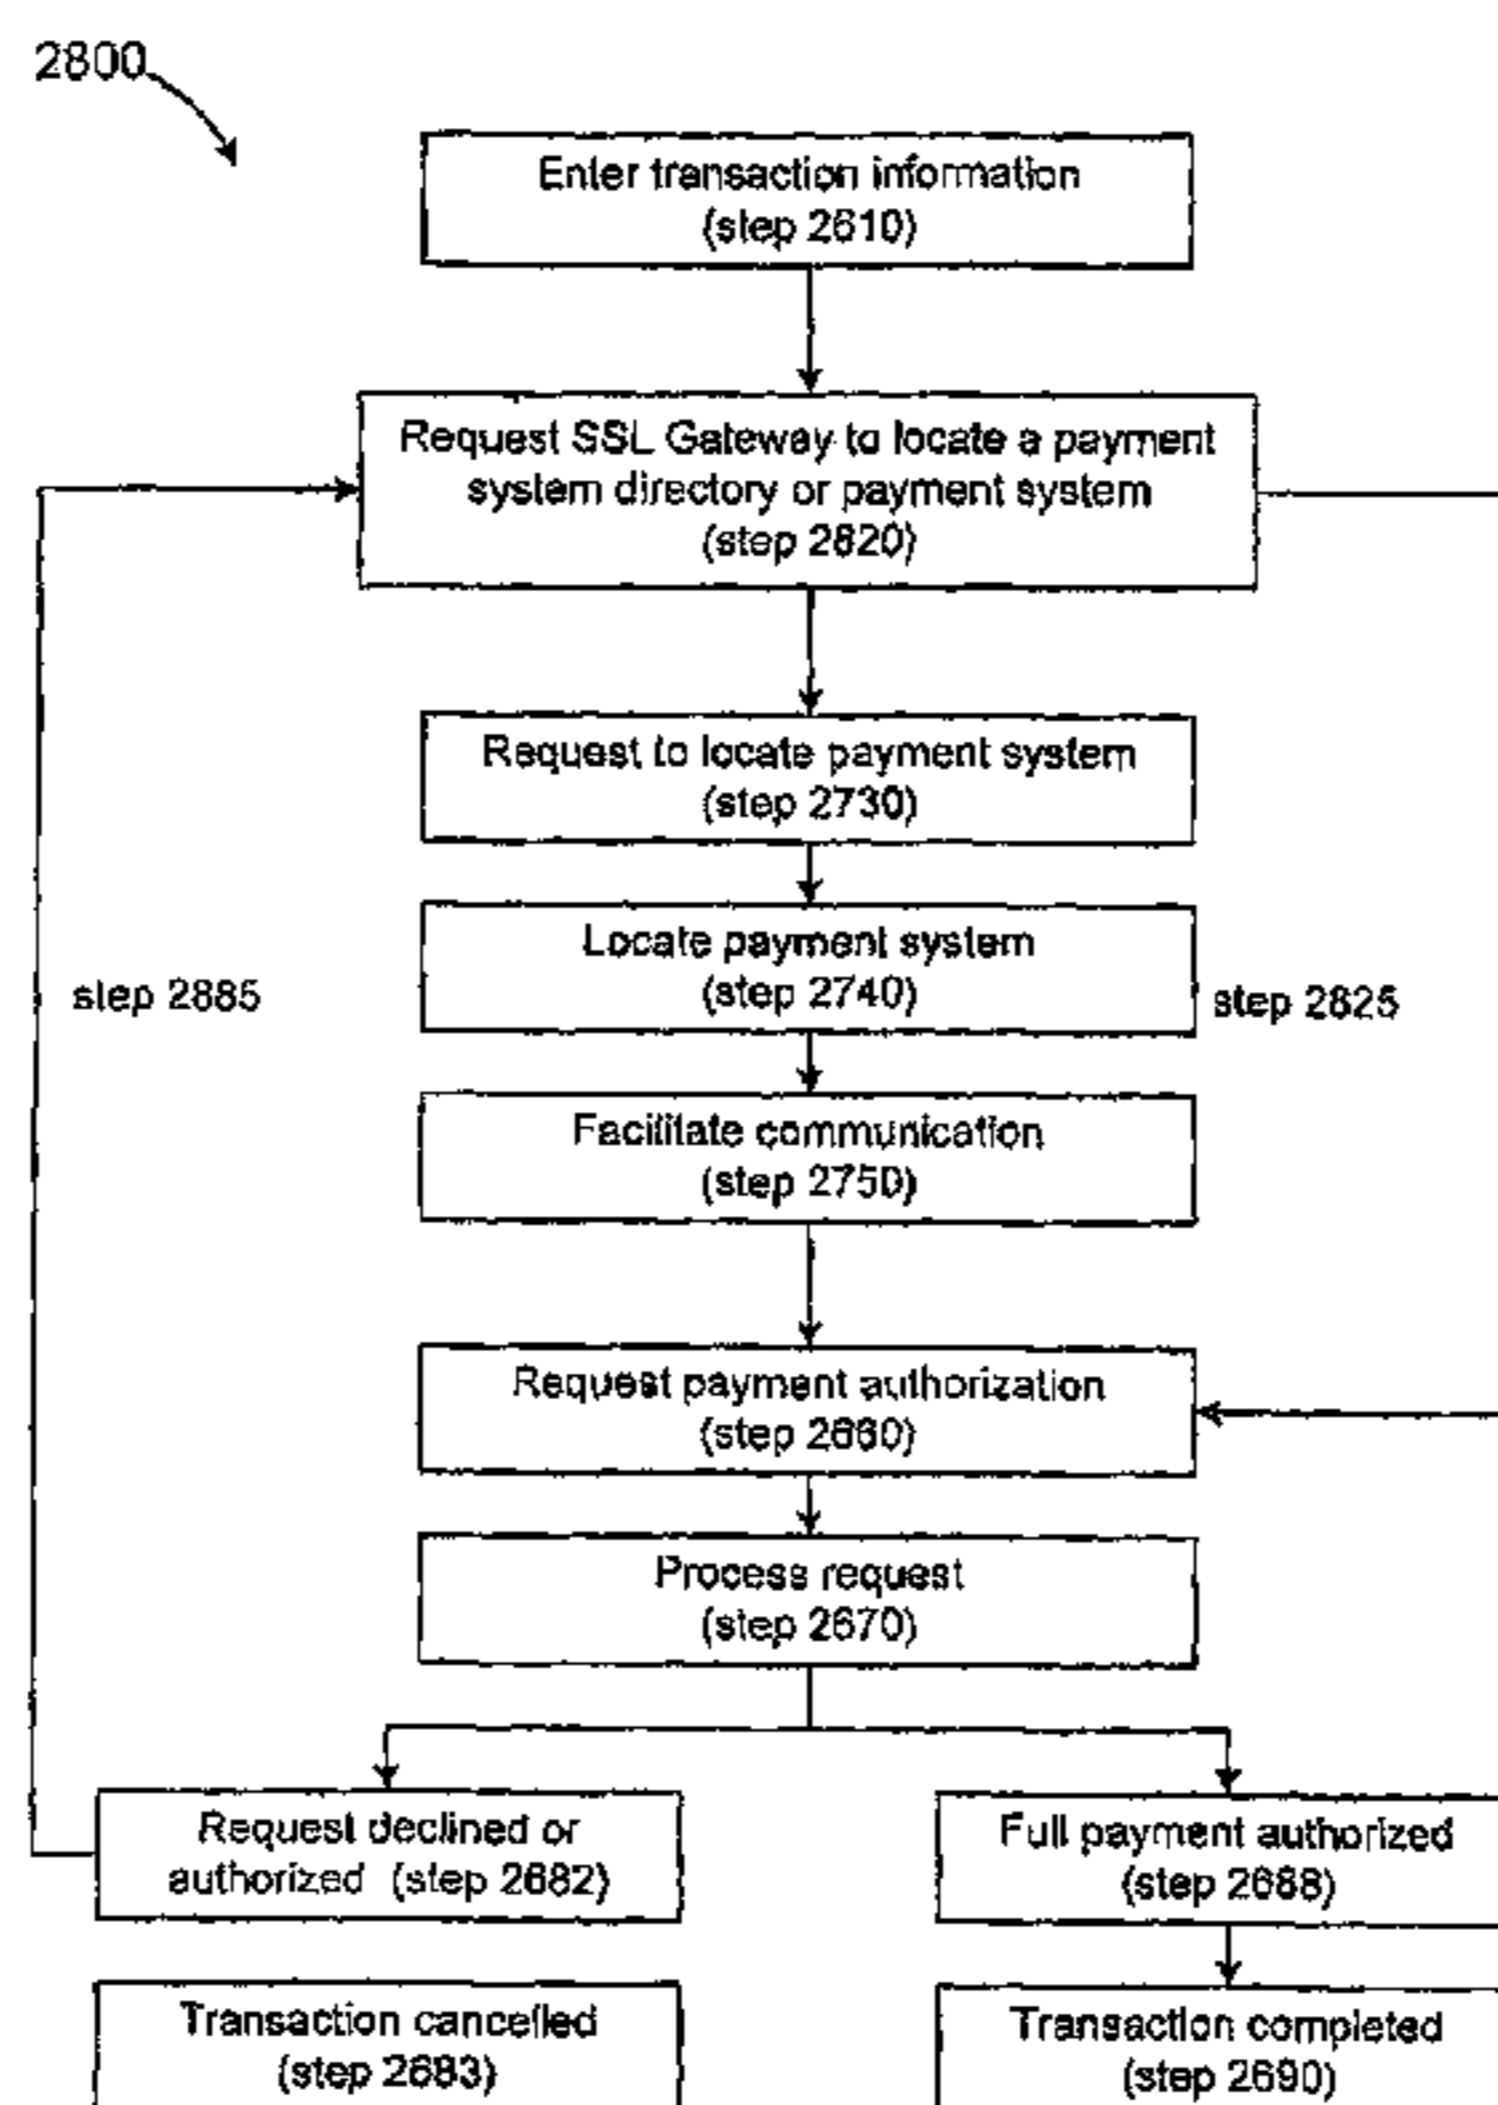 2800
Enter transaction information
(step 2610)
Request SSL Gateway to locate a payment
system directory or payment system
(step 2820)
Request to locate payment system
(step 2730)
Locate payment system
(step 2740)
step 2885
step 2825
Facilitate communication
(step 2750)
Request payment authorization
(step 2660)
Process request
(step 2670)
Request declined or
authorized (step 2682)
Full payment authorized
(step 2688)
Transaction cancelled
(step 2683)
Transaction completed
(step 2690)